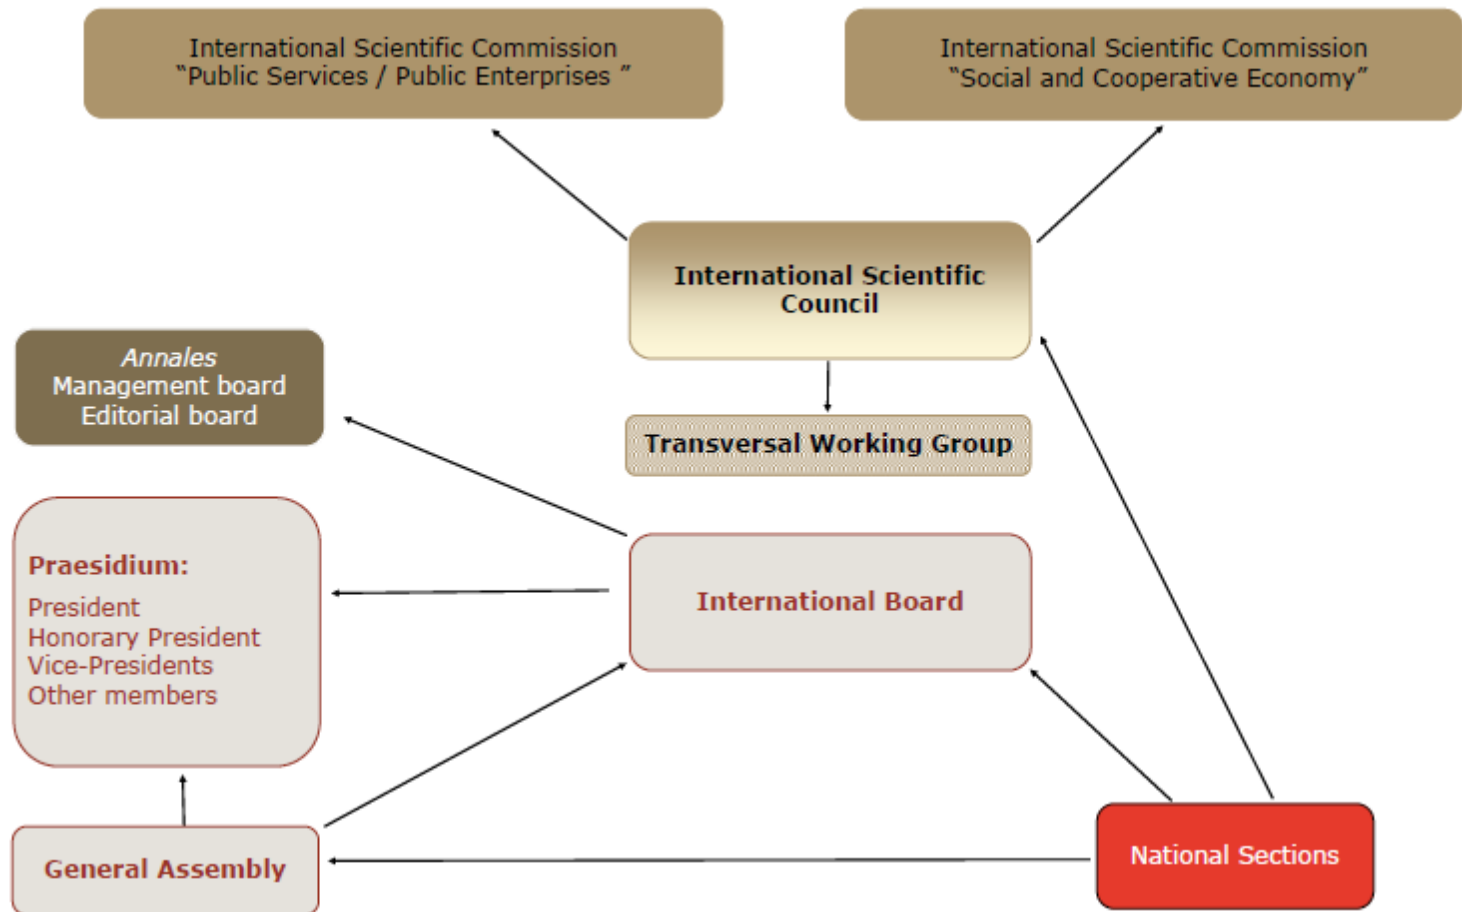 International Scientific Commission
“Public Services / Public Enterprises ”
International Scientific Commission
“Social and Cooperative Economy”
International Scientific
Council
Annales
Management board
Editorial board
Transversal Working Group
Praesidium:
President
Honorary President
Vice-Presidents
Other members
International Board
General Assembly
National Sections